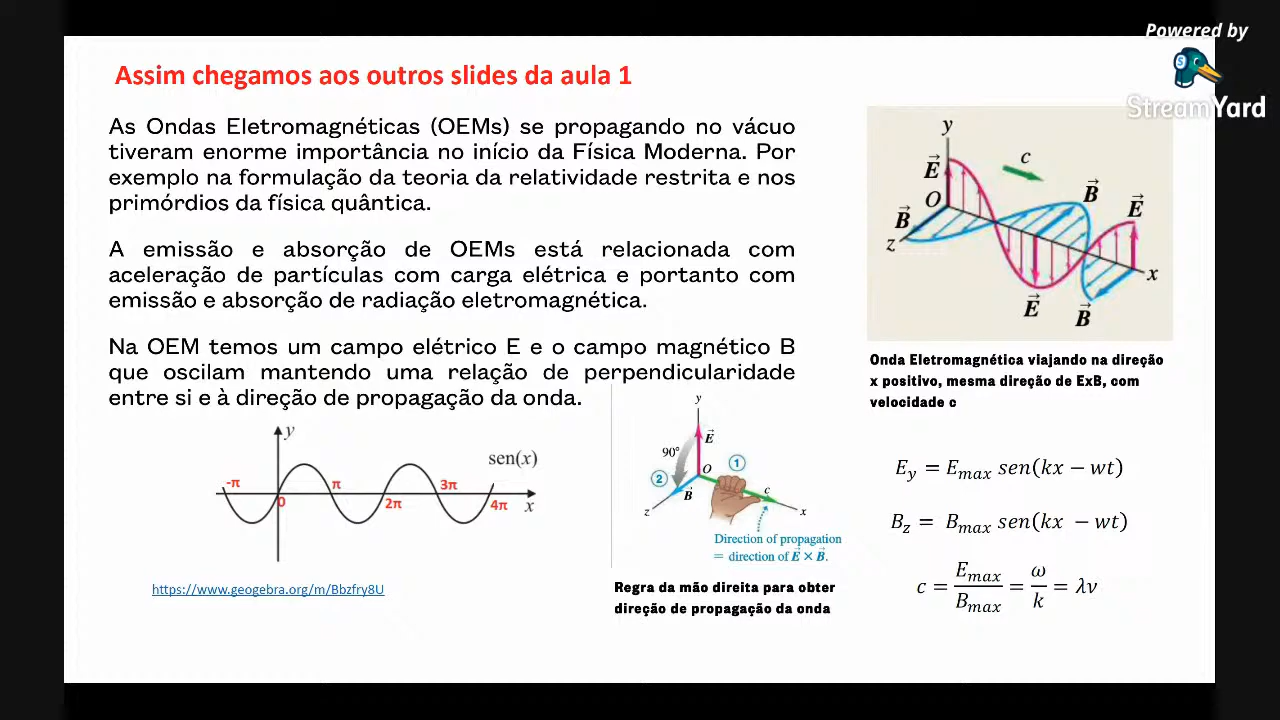 Powered by
StreamYard
Assim chegamos aos outros slides da aula 1
As Ondas Eletromagnéticas (OEMs) se propagando no vácuo
tiveram enorme importância no início da Física Moderna. Por
exemplo na formulação da teoria da relatividade restrita e nos
primórdios da física quântica.
A emissão e absorção de OEMs está relacionada com
aceleração de partículas com carga elétrica e portanto com
emissão e absorção de radiação eletromagnética.
Na OEM temos um campo elétrico E e o campo magnético B
que oscilam mantendo uma relação de perpendicularidade
entre si e à direção de propagação da onda.
y
sen(x)
-π
π
3π
0
2π
4π
x
https://www.geogebra.org/m/Bbzfry8U
y
E⃗
90°
O
1
2
B⃗
c
z
x
Direction of propagation
= direction of E⃗ × B⃗.
Regra da mão direita para obter
direção de propagação da onda
y
c
E⃗
B⃗
E⃗
O
B⃗
z
x
E⃗
B⃗
Onda Eletromagnética viajando na direção
x positivo, mesma direção de ExB, com
velocidade c
E_y = E_max sen(kx − wt)
B_z = B_max sen(kx − wt)
c = E_max/B_max = ω/k = λν